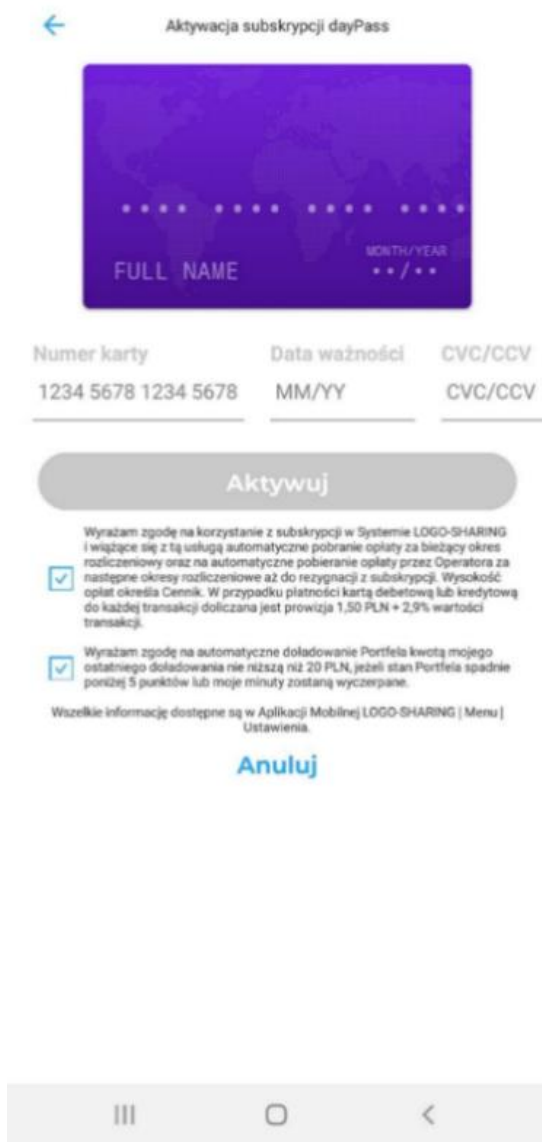 Aktywacja subskrypcji dayPass
•••• •••• •••• ••••
MONTH/YEAR
FULL NAME ••/••
Numer karty Data ważności CVC/CCV
1234 5678 1234 5678 MM/YY CVC/CCV
Aktywuj
Wyrażam zgodę na korzystanie z subskrypcji w Systemie LOGO-SHARING
i wiążące się z tą usługą automatyczne pobranie opłaty za bieżący okres
rozliczeniowy oraz na automatyczne pobieranie opłaty przez Operatora za
następne okresy rozliczeniowe aż do rezygnacji z subskrypcji. Wysokość
opłat określa Cennik. W przypadku płatności kartą debetową lub kredytową
do każdej transakcji doliczana jest prowizja 1,50 PLN + 2,9% wartości
transakcji.
Wyrażam zgodę na automatyczne doładowanie Portfela kwotą mojego
ostatniego doładowania nie niższą niż 20 PLN, jeżeli stan Portfela spadnie
poniżej 5 punktów lub moje minuty zostaną wyczerpane.
Wszelkie informację dostępne są w Aplikacji Mobilnej LOGO-SHARING | Menu |
Ustawienia.
Anuluj